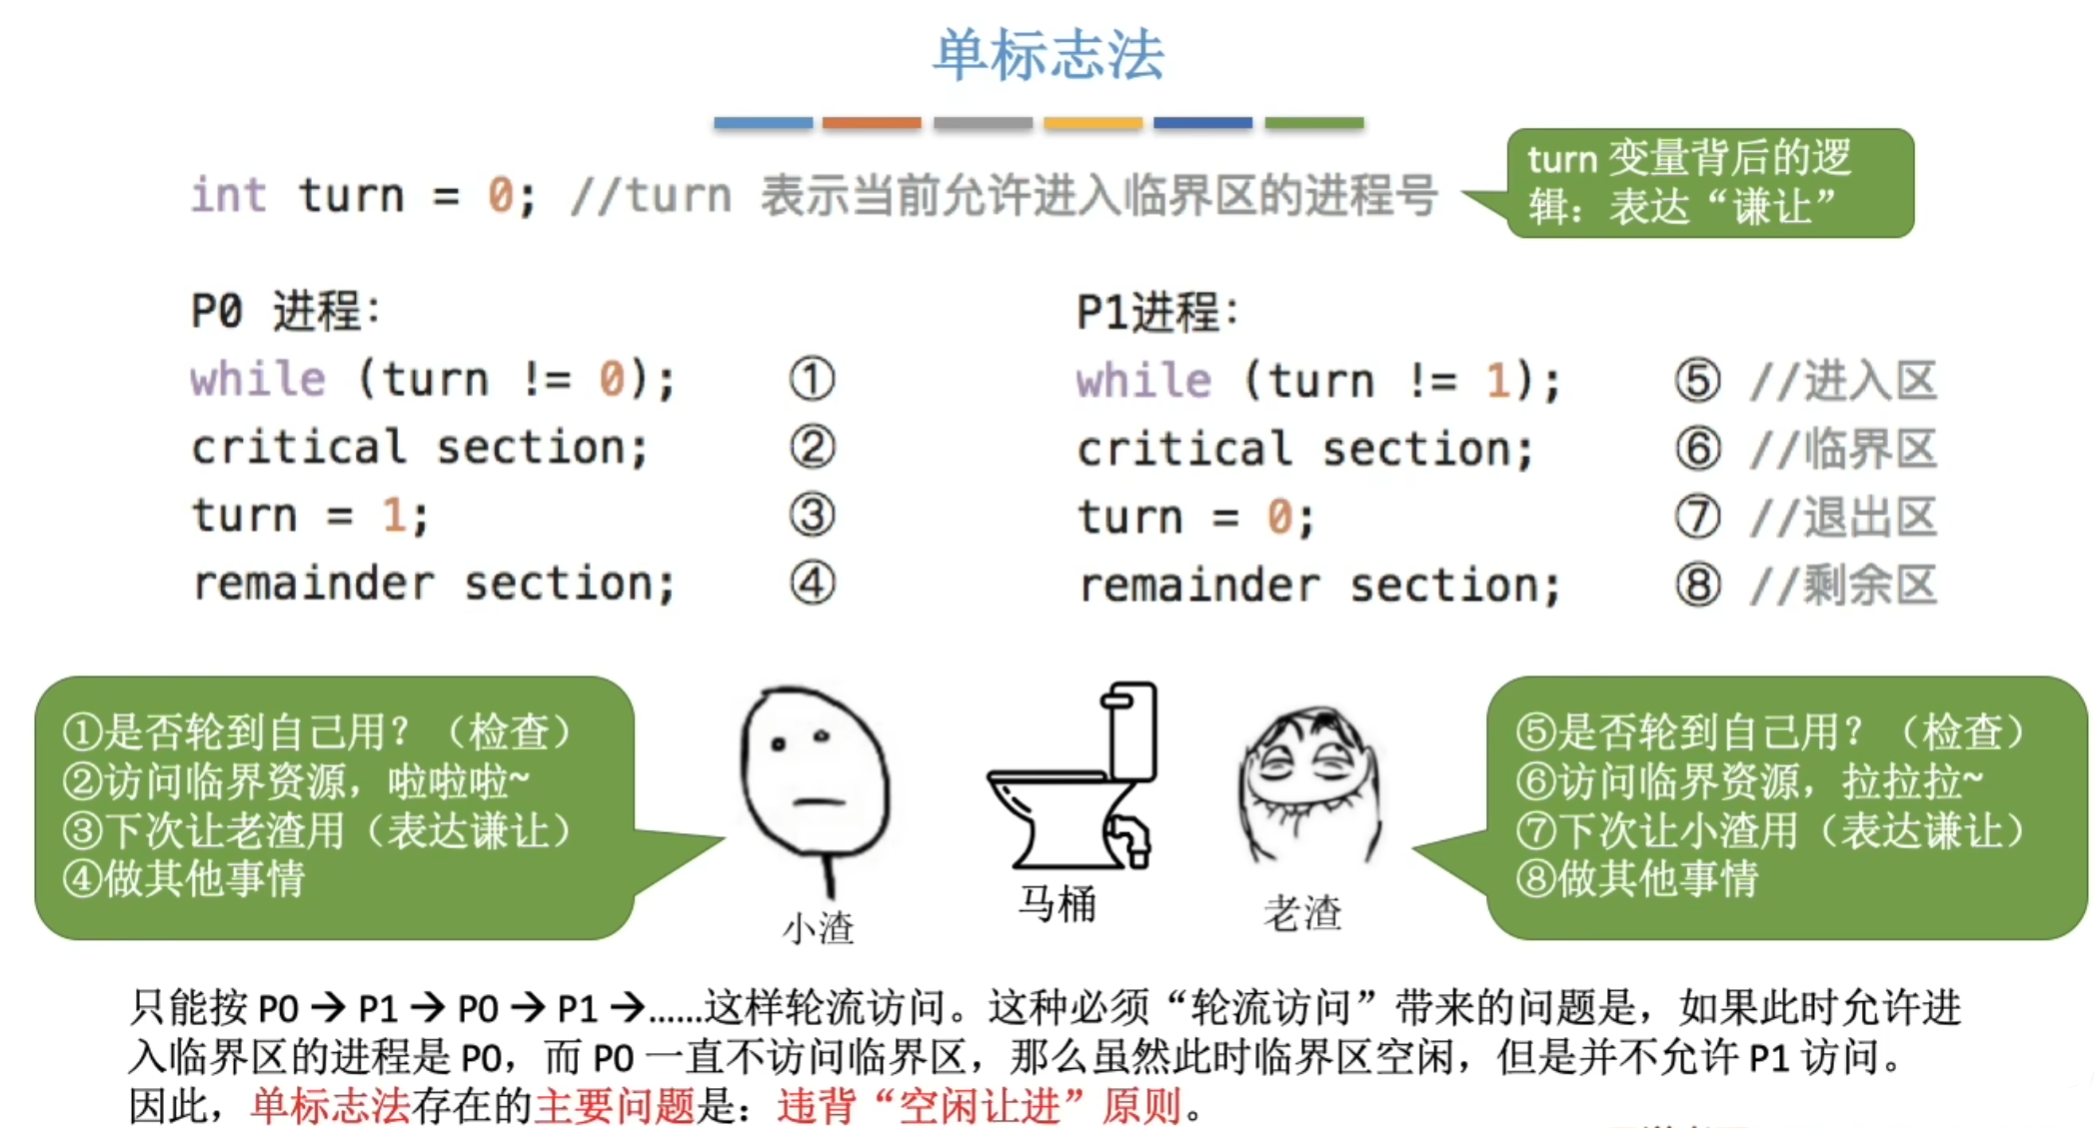 单标志法
int turn = 0; //turn 表示当前允许进入临界区的进程号
turn 变量背后的逻
辑：表达“谦让”
P0 进程：
while (turn != 0); ①
critical section; ②
turn = 1; ③
remainder section; ④
P1进程：
while (turn != 1); ⑤ //进入区
critical section; ⑥ //临界区
turn = 0; ⑦ //退出区
remainder section; ⑧ //剩余区
①是否轮到自己用？（检查）
②访问临界资源，啦啦啦~
③下次让老渣用（表达谦让）
④做其他事情
小渣
马桶
老渣
⑤是否轮到自己用？（检查）
⑥访问临界资源，拉拉拉~
⑦下次让小渣用（表达谦让）
⑧做其他事情
只能按 P0 → P1 → P0 → P1 →......这样轮流访问。这种必须“轮流访问”带来的问题是，如果此时允许进
入临界区的进程是 P0，而 P0 一直不访问临界区，那么虽然此时临界区空闲，但是并不允许 P1 访问。
因此，单标志法存在的主要问题是：违背“空闲让进”原则。